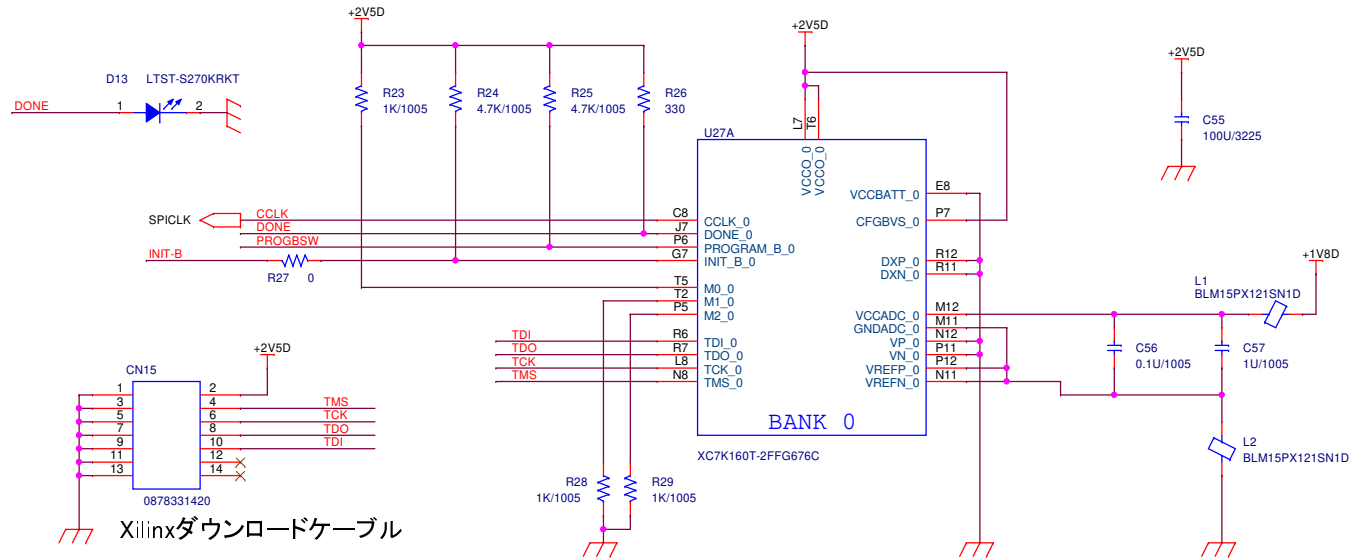 +2V5D
D13 LTST-S270KRKT
DONE 1 2
R23
1K/1005
R24
4.7K/1005
R25
4.7K/1005
R26
330
+2V5D
+2V5D
C55
100U/3225
U27A
L7
T6
VCCO_0
VCCO_0
SPICLK
CCLK C8 CCLK_0
DONE J7 DONE_0
PROGBSW P6 PROGRAM_B_0
INIT-B G7 INIT_B_0
R27 0
T5 M0_0
T2 M1_0
P5 M2_0
TDI R6 TDI_0
TDO R7 TDO_0
TCK L8 TCK_0
TMS N8 TMS_0
VCCBATT_0 E8
CFGBVS_0 P7
DXP_0 R12
DXN_0 R11
VCCADC_0 M12
GNDADC_0 M11
VP_0 N12
VN_0 P11
VREFP_0 P12
VREFN_0 N11
BANK 0
XC7K160T-2FFG676C
+1V8D
L1
BLM15PX121SN1D
C56
0.1U/1005
C57
1U/1005
L2
BLM15PX121SN1D
+2V5D
CN15
1 2
3 4 TMS
5 6 TCK
7 8 TDO
9 10 TDI
11 12
13 14
0878331420
Xilinxダウンロードケーブル
R28
1K/1005
R29
1K/1005